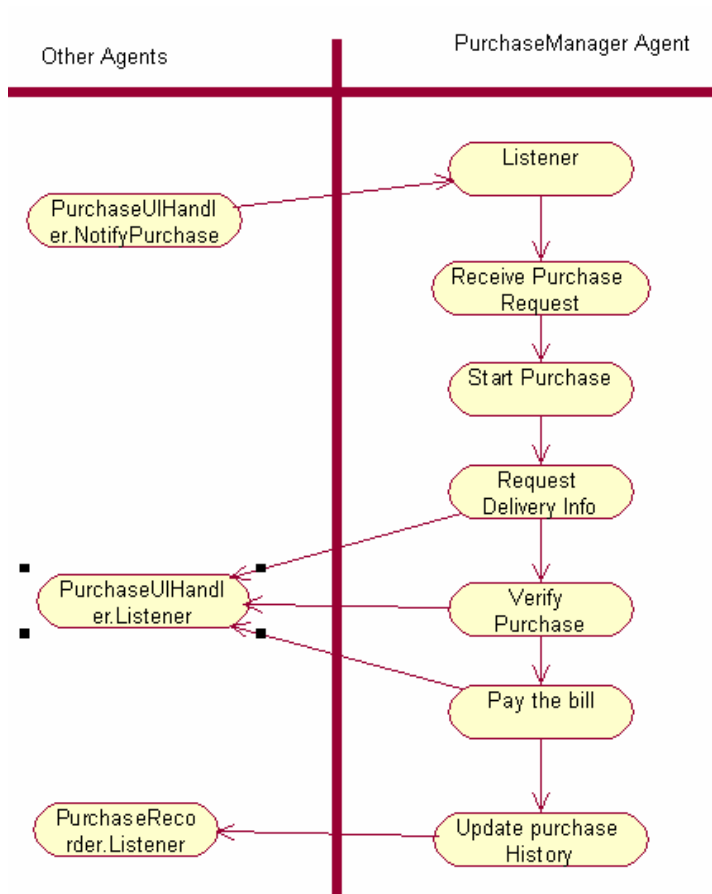 Other Agents
PurchaseManager Agent
Listener
PurchaseUIHandl
er.NotifyPurchase
Receive Purchase
Request
Start Purchase
Request
Delivery Info
PurchaseUIHandl
er.Listener
Verify
Purchase
Pay the bill
PurchaseReco
rder.Listener
Update purchase
History